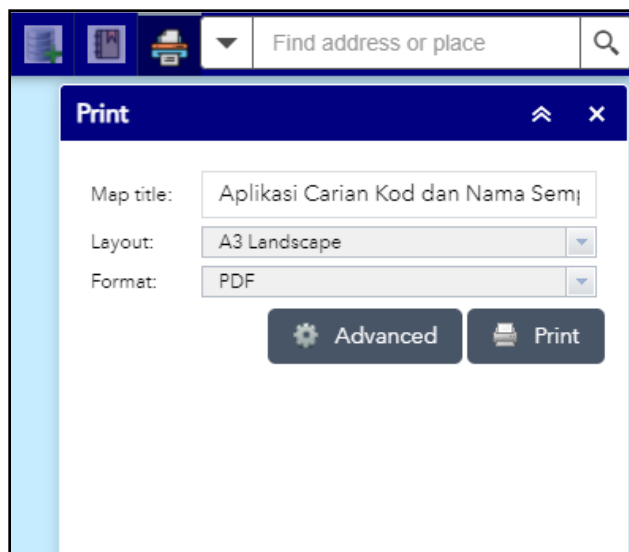 Find address or place
Print
Map title: Aplikasi Carian Kod dan Nama
Layout: A3 Landscape
Format: PDF
Advanced Print